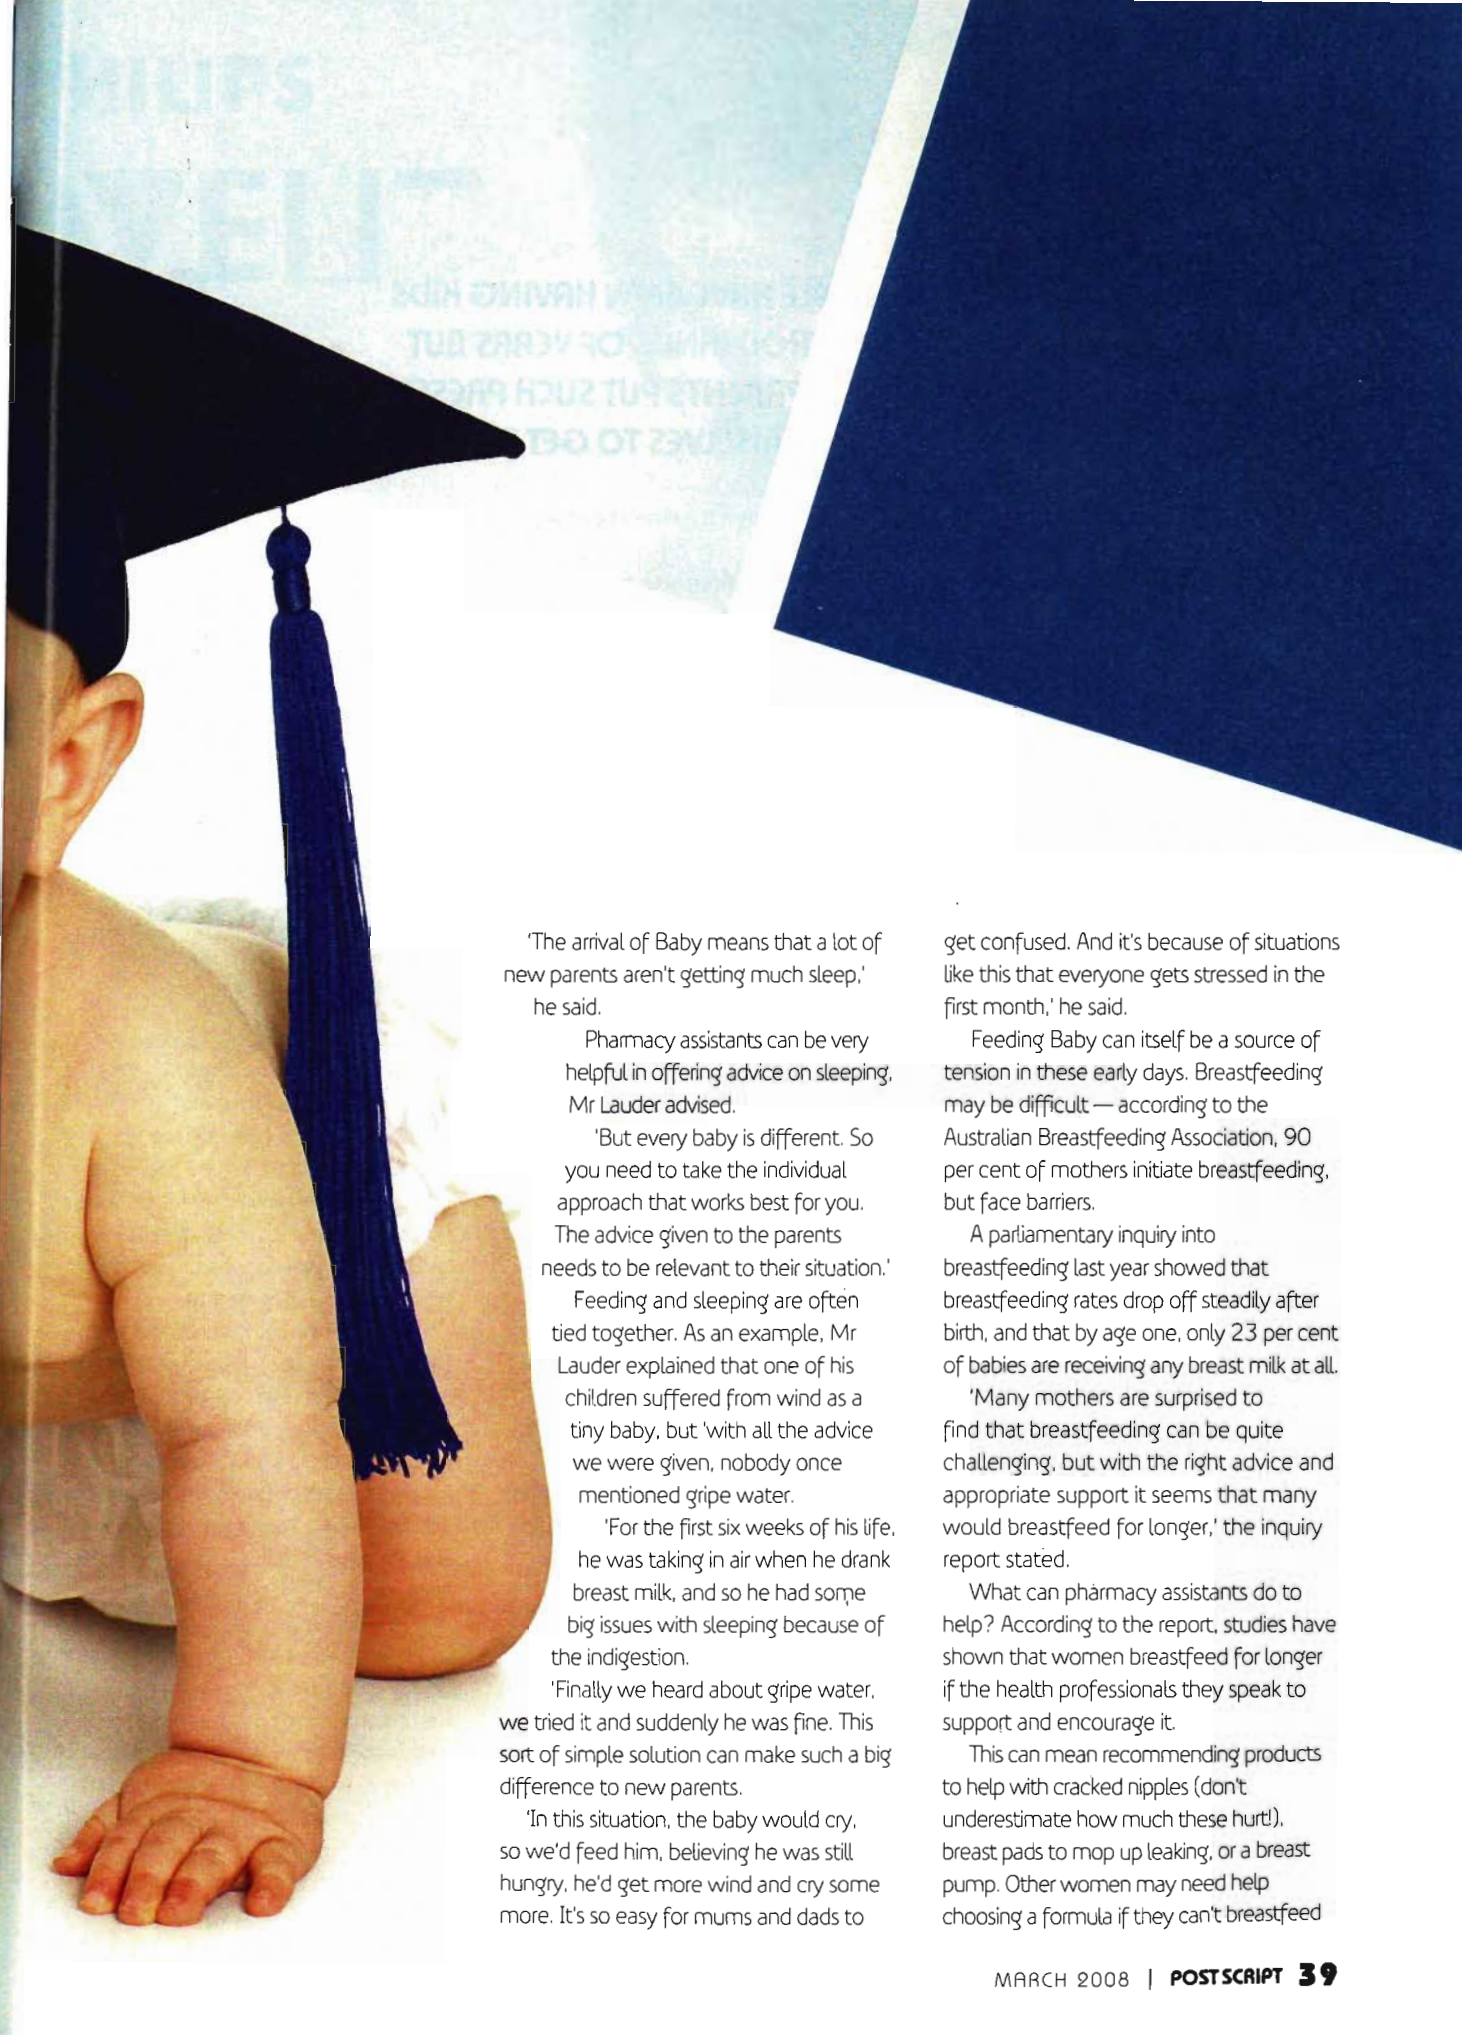 'The arrival of Baby means that a lot of
new parents aren't getting much sleep,'
he said.
Pharmacy assistants can be very
helpful in offering advice on sleeping,
Mr Lauder advised.
'But every baby is different. So
you need to take the individual
approach that works best for you.
The advice given to the parents
needs to be relevant to their situation.'
Feeding and sleeping are often
tied together. As an example, Mr
Lauder explained that one of his
children suffered from wind as a
tiny baby, but 'with all the advice
we were given, nobody once
mentioned gripe water.
'For the first six weeks of his life,
he was taking in air when he drank
breast milk, and so he had some
big issues with sleeping because of
the indigestion.
'Finally we heard about gripe water,
we tried it and suddenly he was fine. This
sort of simple solution can make such a big
difference to new parents.
'In this situation, the baby would cry,
so we'd feed him, believing he was still
hungry, he'd get more wind and cry some
more. It's so easy for mums and dads to
get confused. And it's because of situations
like this that everyone gets stressed in the
first month,' he said.
Feeding Baby can itself be a source of
tension in these early days. Breastfeeding
may be difficult — according to the
Australian Breastfeeding Association, 90
per cent of mothers initiate breastfeeding,
but face barriers.
A parliamentary inquiry into
breastfeeding last year showed that
breastfeeding rates drop off steadily after
birth, and that by age one, only 23 per cent
of babies are receiving any breast milk at all.
'Many mothers are surprised to
find that breastfeeding can be quite
challenging, but with the right advice and
appropriate support it seems that many
would breastfeed for longer,' the inquiry
report stated.
What can pharmacy assistants do to
help? According to the report, studies have
shown that women breastfeed for longer
if the health professionals they speak to
support and encourage it.
This can mean recommending products
to help with cracked nipples (don't
underestimate how much these hurt!),
breast pads to mop up leaking, or a breast
pump. Other women may need help
choosing a formula if they can't breastfeed
MARCH 2008 | POSTSCRIPT 39